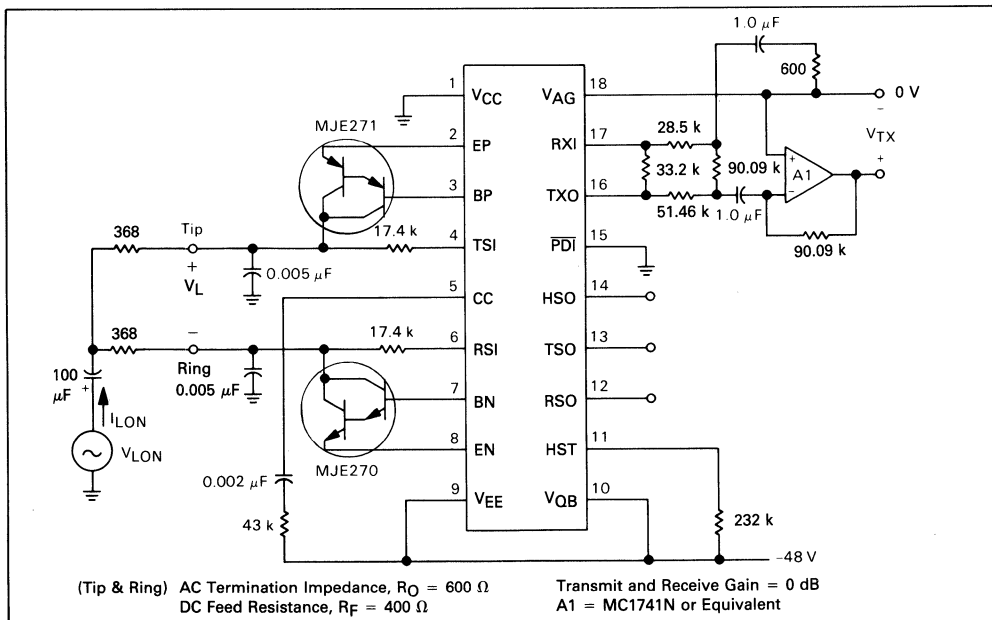 1.0 μF
600
1
VCC
VAG
18
0 V
−
VTX
+
MJE271
2
EP
RXI
17
28.5 k
33.2 k
90.09 k
+
A1
−
3
BP
TXO
16
51.46 k
1.0 μF
90.09 k
368
Tip
+
VL
17.4 k
4
TSI
PDI
15
0.005 μF
5
CC
HSO
14
368
−
Ring
17.4 k
6
RSI
TSO
13
100
μF
+
0.005 μF
7
BN
RSO
12
ILON
VLON
MJE270
8
EN
HST
11
0.002 μF
9
VEE
VQB
10
43 k
232 k
−48 V
(Tip & Ring) AC Termination Impedance, RO = 600 Ω
DC Feed Resistance, RF = 400 Ω
Transmit and Receive Gain = 0 dB
A1 = MC1741N or Equivalent